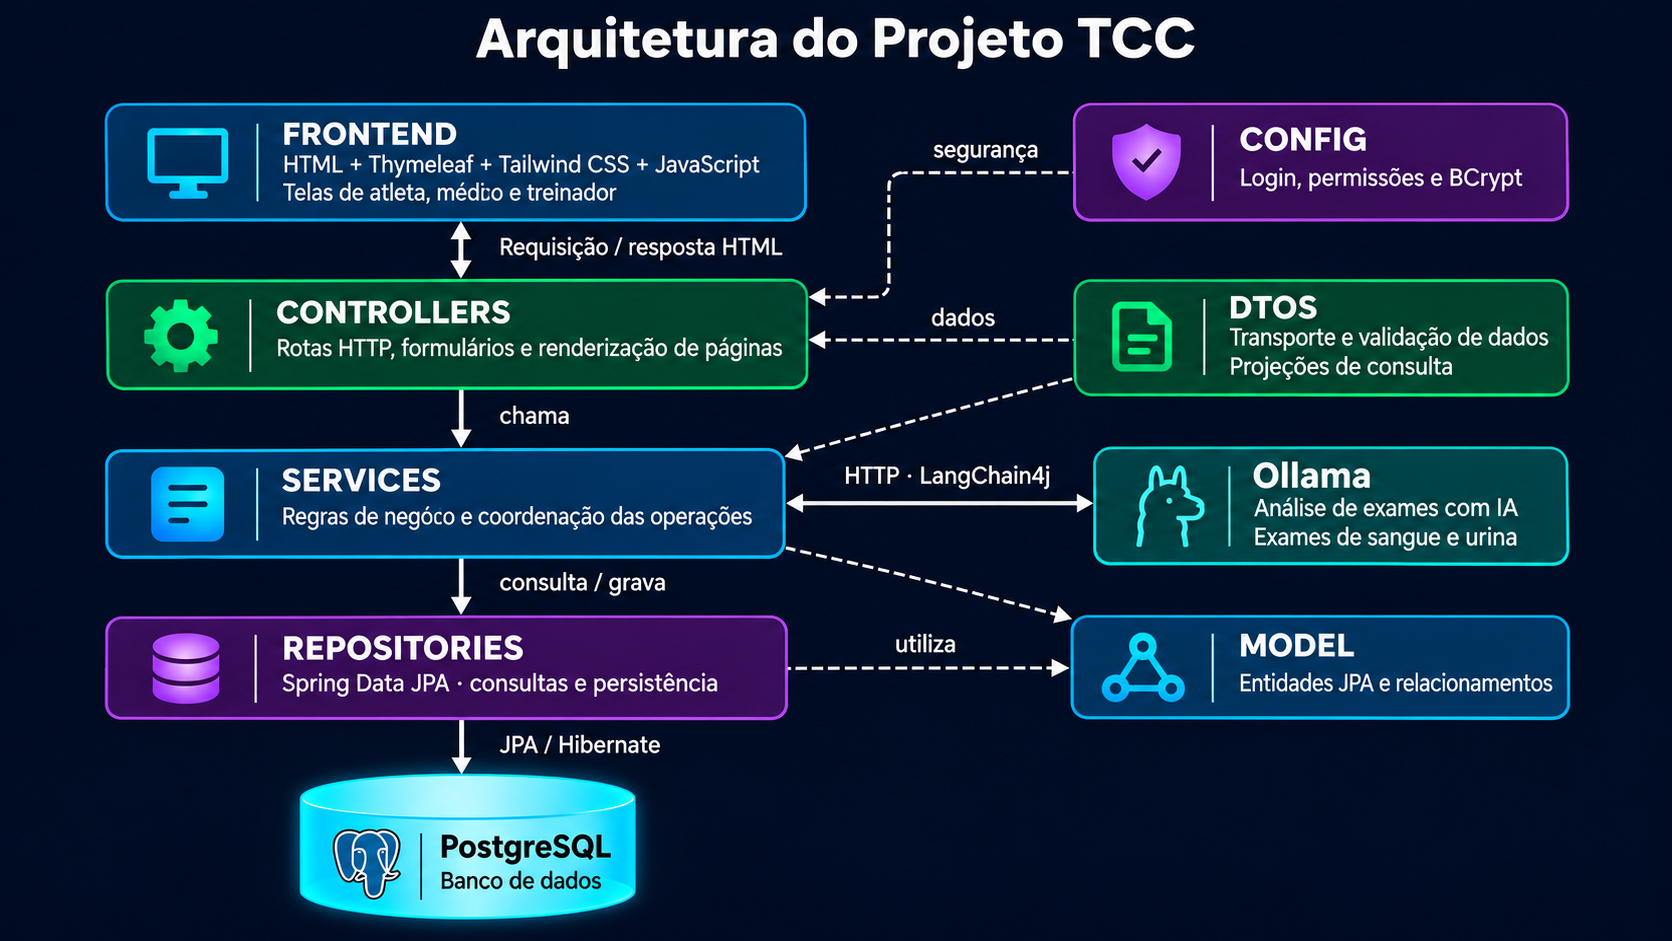 Arquitetura do Projeto TCC
FRONTEND
HTML + Thymeleaf + Tailwind CSS + JavaScript
Telas de atleta, médico e treinador
segurança
CONFIG
Login, permissões e BCrypt
Requisição / resposta HTML
CONTROLLERS
Rotas HTTP, formulários e renderização de páginas
dados
DTOS
Transporte e validação de dados
Projeções de consulta
chama
SERVICES
Regras de negóco e coordenação das operações
HTTP · LangChain4j
Ollama
Análise de exames com IA
Exames de sangue e urina
consulta / grava
REPOSITORIES
Spring Data JPA · consultas e persistência
utiliza
MODEL
Entidades JPA e relacionamentos
JPA / Hibernate
PostgreSQL
Banco de dados